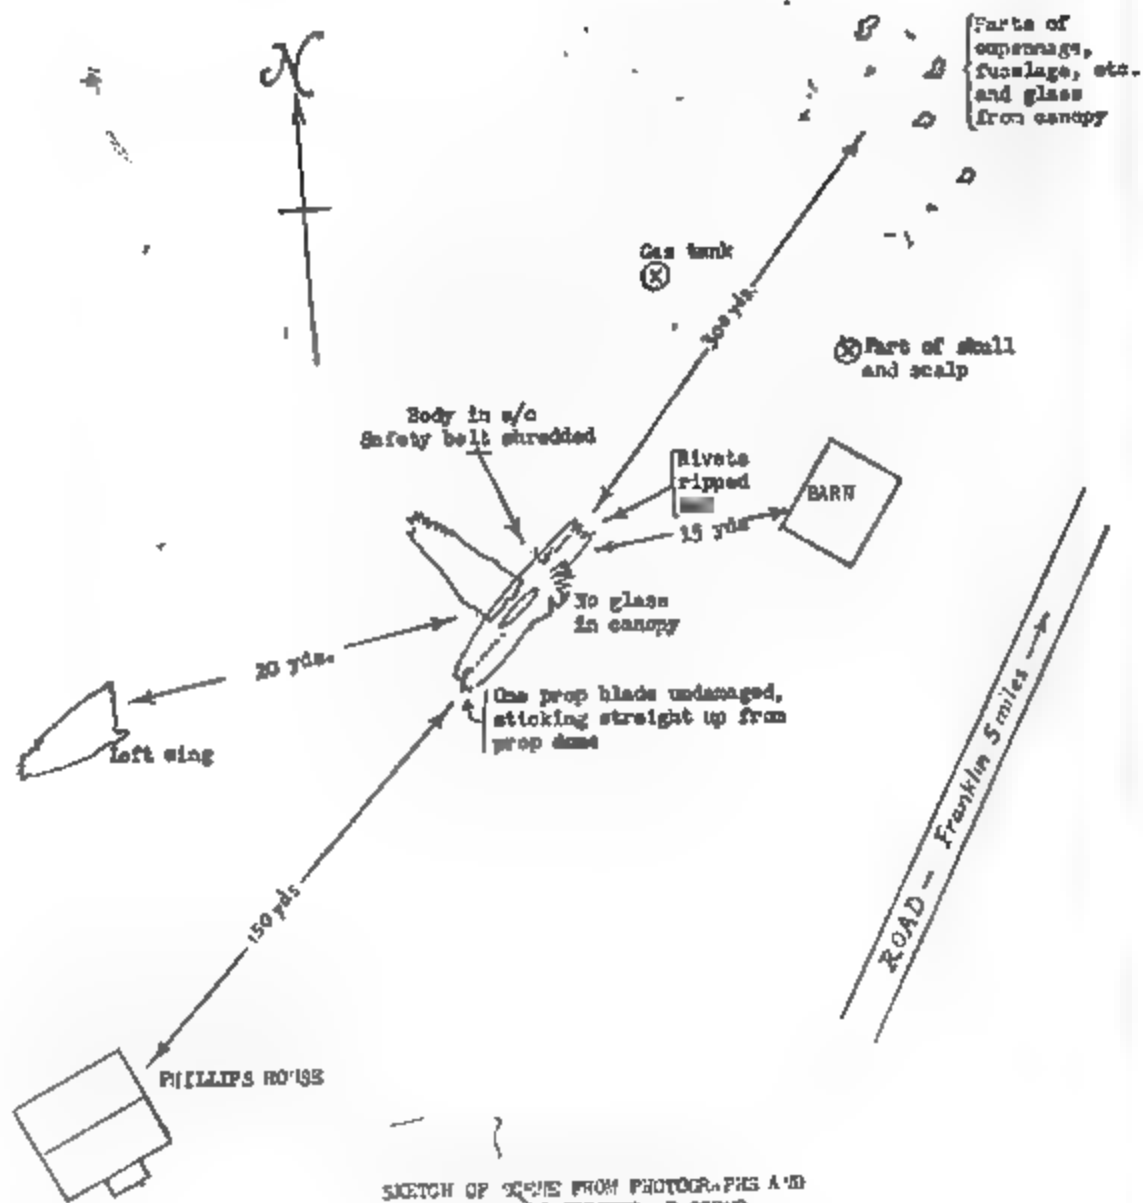 N
Parts of
empennage,
fuselage, etc.
and glass
from canopy
Gas tank
300 yds.
Part of skull
and scalp
Body in a/c
Safety belt shredded
Rivets
ripped
BARN
15 yds
No glass
in canopy
20 yds.
One prop blade undamaged,
sticking straight up from
prop dome
Left wing
ROAD — Franklin 5 miles →
150 yds
PHILLIPS HOUSE
SKETCH OF SCENE FROM PHOTOGRAPHS AND